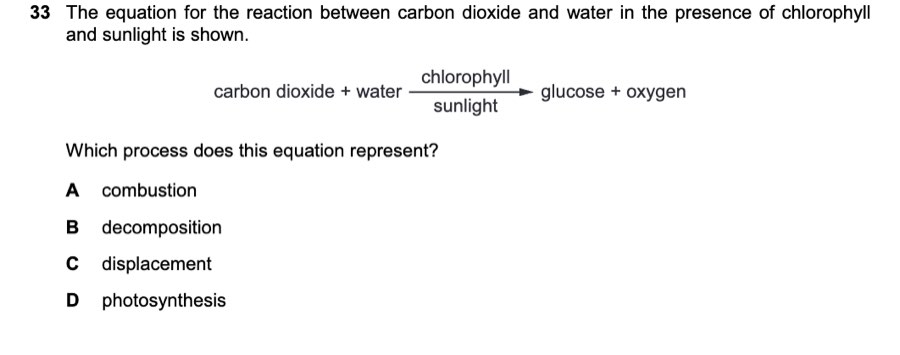 33 The equation for the reaction between carbon dioxide and water in the presence of chlorophyll
and sunlight is shown.
carbon dioxide + water chlorophyll sunlight glucose + oxygen
Which process does this equation represent?
A combustion
B decomposition
C displacement
D photosynthesis